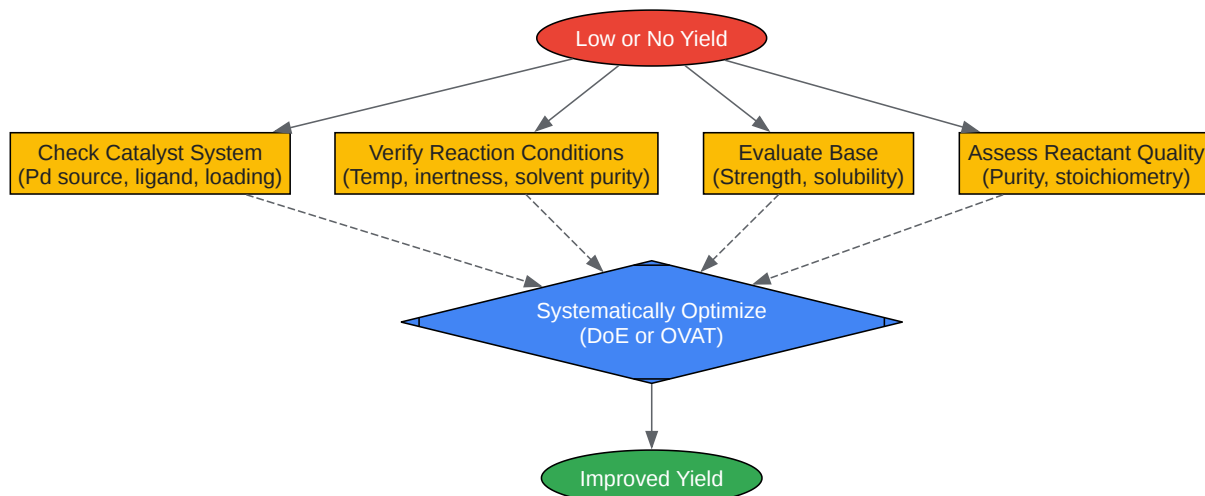 Low or No Yield
Check Catalyst System
(Pd source, ligand, loading)
Verify Reaction Conditions
(Temp, inertness, solvent purity)
Evaluate Base
(Strength, solubility)
Assess Reactant Quality
(Purity, stoichiometry)
Systematically Optimize
(DoE or OVAT)
Improved Yield